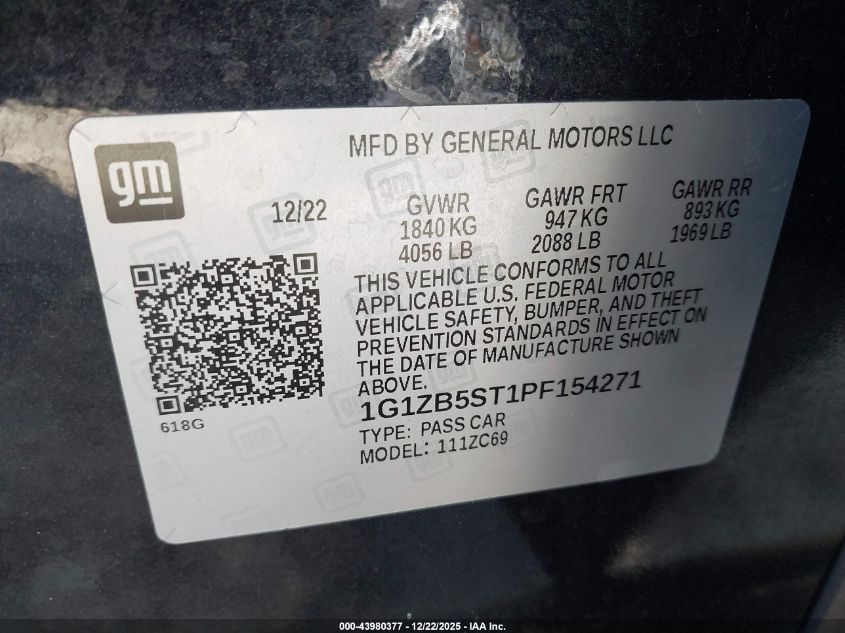 gm
MFD BY GENERAL MOTORS LLC
12/22
GVWR
1840 KG
4056 LB
GAWR FRT
947 KG
2088 LB
GAWR RR
893 KG
1969 LB
THIS VEHICLE CONFORMS TO ALL
APPLICABLE U.S. FEDERAL MOTOR
VEHICLE SAFETY, BUMPER, AND THEFT
PREVENTION STANDARDS IN EFFECT ON
THE DATE OF MANUFACTURE SHOWN
ABOVE.
1G1ZB5ST1PF154271
TYPE: PASS CAR
MODEL: 111ZC69
618G
000-43980377 - 12/22/2025 - IAA Inc.